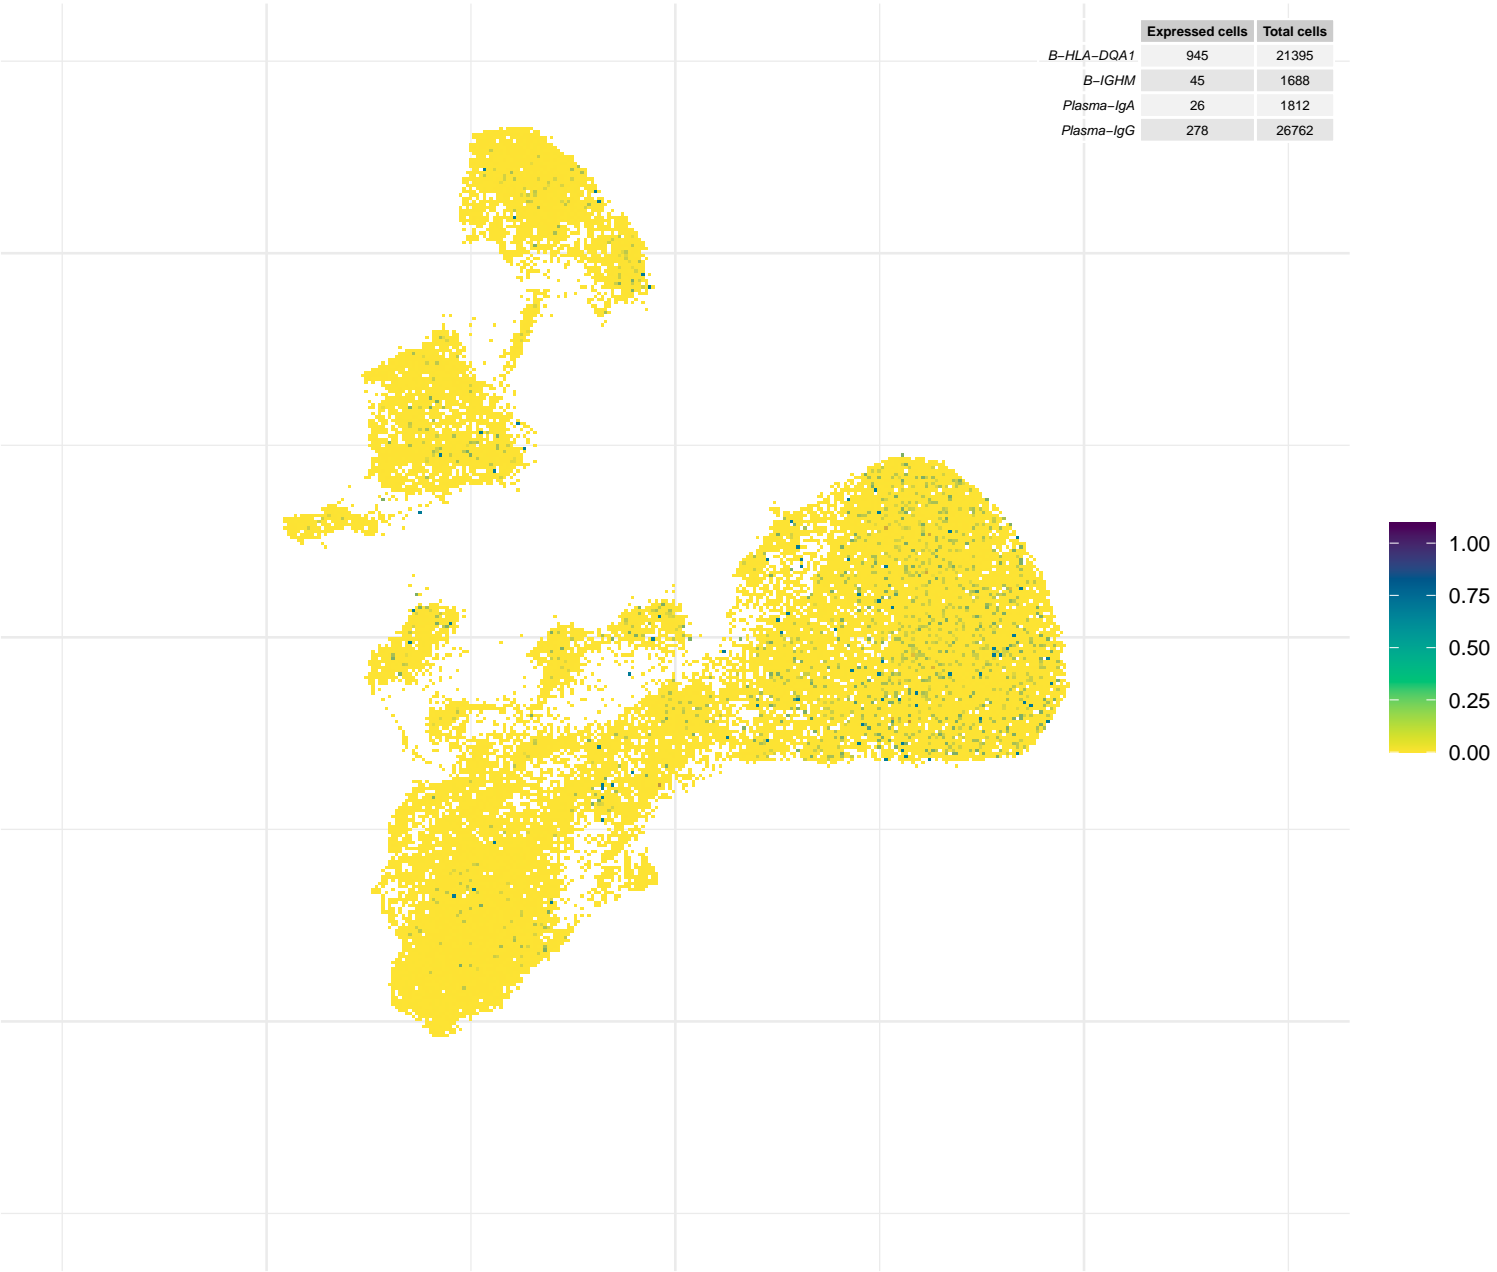 Expressed cells Total cells
B−HLA−DQA1 945 21395
B−IGHM 45 1688
Plasma−IgA 26 1812
Plasma−IgG 278 26762
1.00
0.75
0.50
0.25
0.00